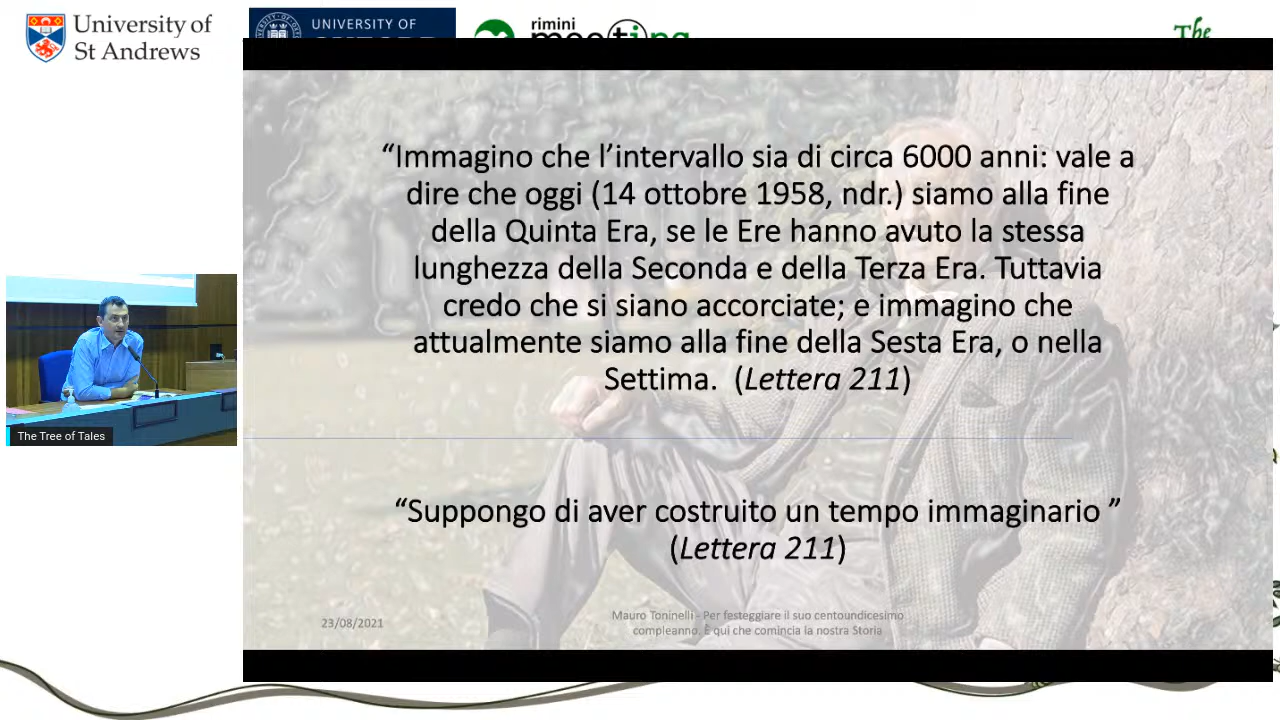 University of
St Andrews
UNIVERSITY OF
rimini
meeting
The
“Immagino che l’intervallo sia di circa 6000 anni: vale a
dire che oggi (14 ottobre 1958, ndr.) siamo alla fine
della Quinta Era, se le Ere hanno avuto la stessa
lunghezza della Seconda e della Terza Era. Tuttavia
credo che si siano accorciate; e immagino che
attualmente siamo alla fine della Sesta Era, o nella
Settima. (Lettera 211)
“Suppongo di aver costruito un tempo immaginario ”
(Lettera 211)
23/08/2021
Mauro Toninelli - Per festeggiare il suo centoundicesimo
compleanno. È qui che comincia la nostra Storia
The Tree of Tales